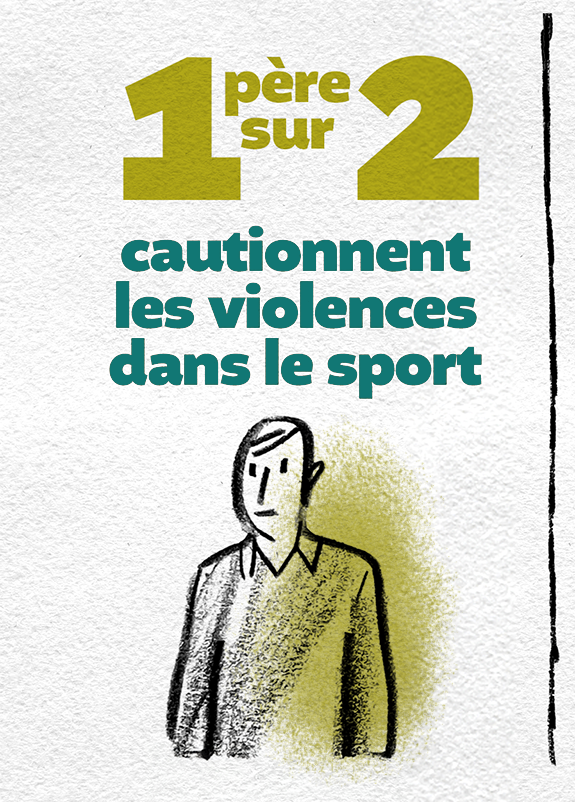 1 père sur 2
cautionnent
les violences
dans le sport